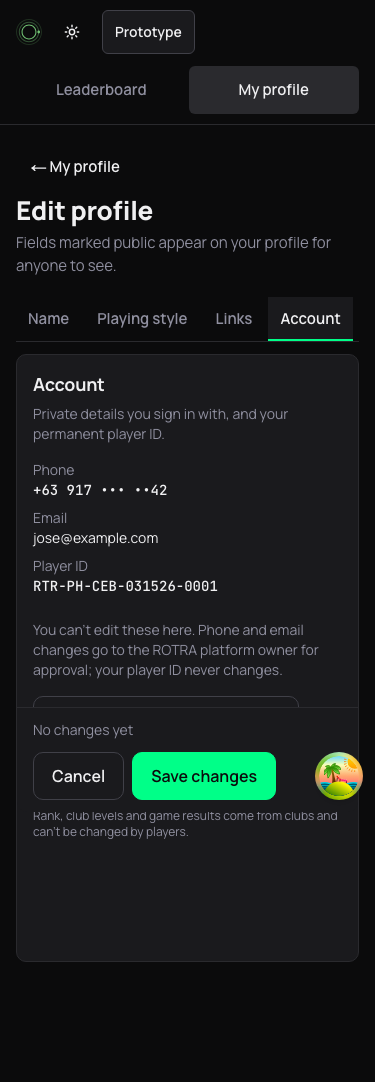 Prototype
Leaderboard
My profile
← My profile
Edit profile
Fields marked public appear on your profile for
anyone to see.
Name
Playing style
Links
Account
Account
Private details you sign in with, and your
permanent player ID.
Phone
+63 917 ••• ••42
Email
jose@example.com
Player ID
RTR-PH-CEB-031526-0001
You can't edit these here. Phone and email
changes go to the ROTRA platform owner for
approval; your player ID never changes.
No changes yet
Cancel
Save changes
Rank, club levels and game results come from clubs and
can't be changed by players.